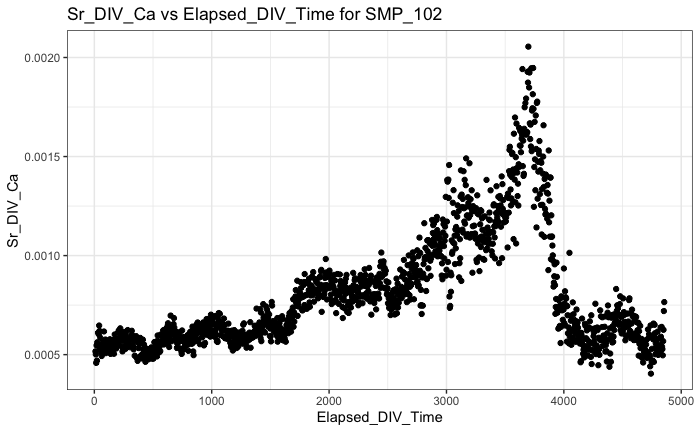 Sr_DIV_Ca vs Elapsed_DIV_Time for SMP_102
0.0020
0.0015
0.0010
0.0005
Sr_DIV_Ca
0 1000 2000 3000 4000 5000
Elapsed_DIV_Time